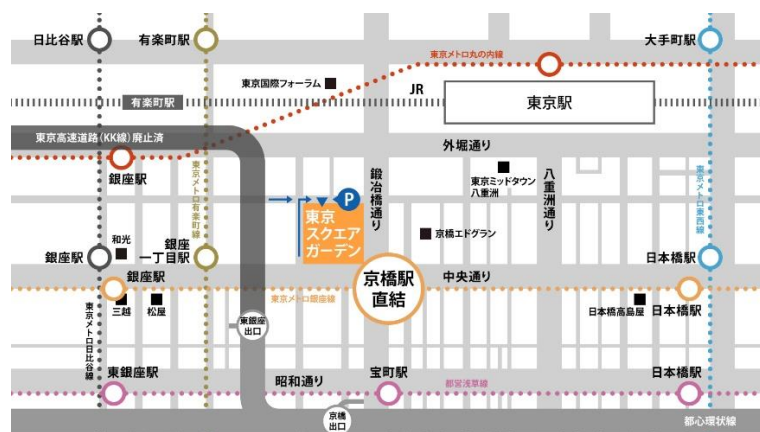 日比谷駅
有楽町駅
大手町駅
東京メトロ丸の内線
東京国際フォーラム
JR
東京駅
有楽町駅
東京高速道路(KK線)廃止済
外堀通り
銀座駅
東京メトロ有楽町線
鍛冶橋通り
東京ミッドタウン
八重洲
八重洲通り
東京メトロ東西線
P
東京
スクエア
ガーデン
和光
京橋エドグラン
銀座駅
銀座
一丁目駅
日本橋駅
銀座駅
東京メトロ銀座線
京橋駅
直結
中央通り
三越
松屋
日本橋高島屋
日本橋駅
東京メトロ日比谷線
東銀座
出口
東銀座駅
昭和通り
宝町駅
都営浅草線
日本橋駅
京橋
出口
都心環状線